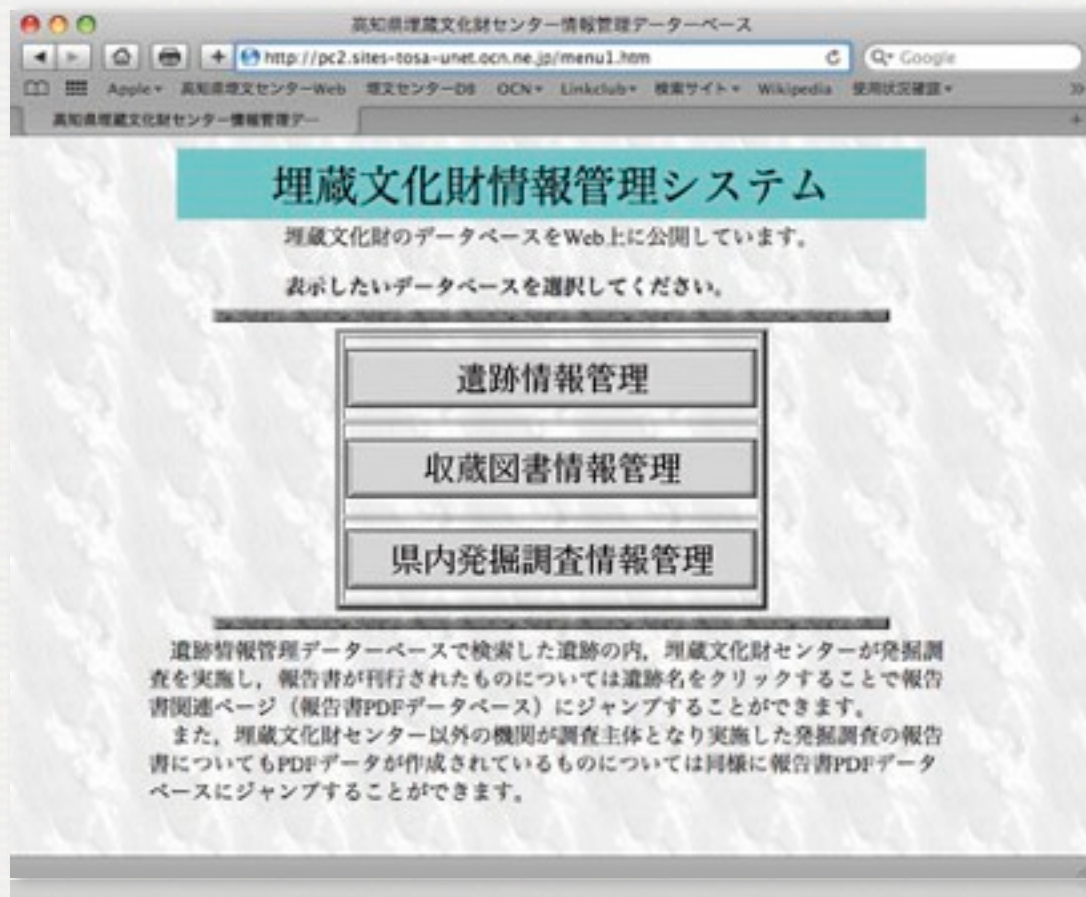 高知県埋蔵文化財センター情報管理データーベース
http://pc2.sites-tosa-unet.ocn.ne.jp/menu1.htm
Google
Apple 高知県埋文センター-Web 埋文センター-DB OCN Linkclub 検索サイト Wikipedia 使用状況確認
高知県埋蔵文化財センター情報管理デー…
埋蔵文化財情報管理システム
埋蔵文化財のデータベースをWeb上に公開しています。
表示したいデータベースを選択してください。
遺跡情報管理
収蔵図書情報管理
県内発掘調査情報管理
遺跡情報管理データーベースで検索した遺跡の内，埋蔵文化財センターが発掘調
査を実施し，報告書が刊行されたものについては遺跡名をクリックすることで報告
書関連ページ（報告書PDFデータベース）にジャンプすることができます。
また，埋蔵文化財センター以外の機関が調査主体となり実施した発掘調査の報告
書についてもPDFデータが作成されているものについては同様に報告書PDFデータ
ベースにジャンプすることができます。